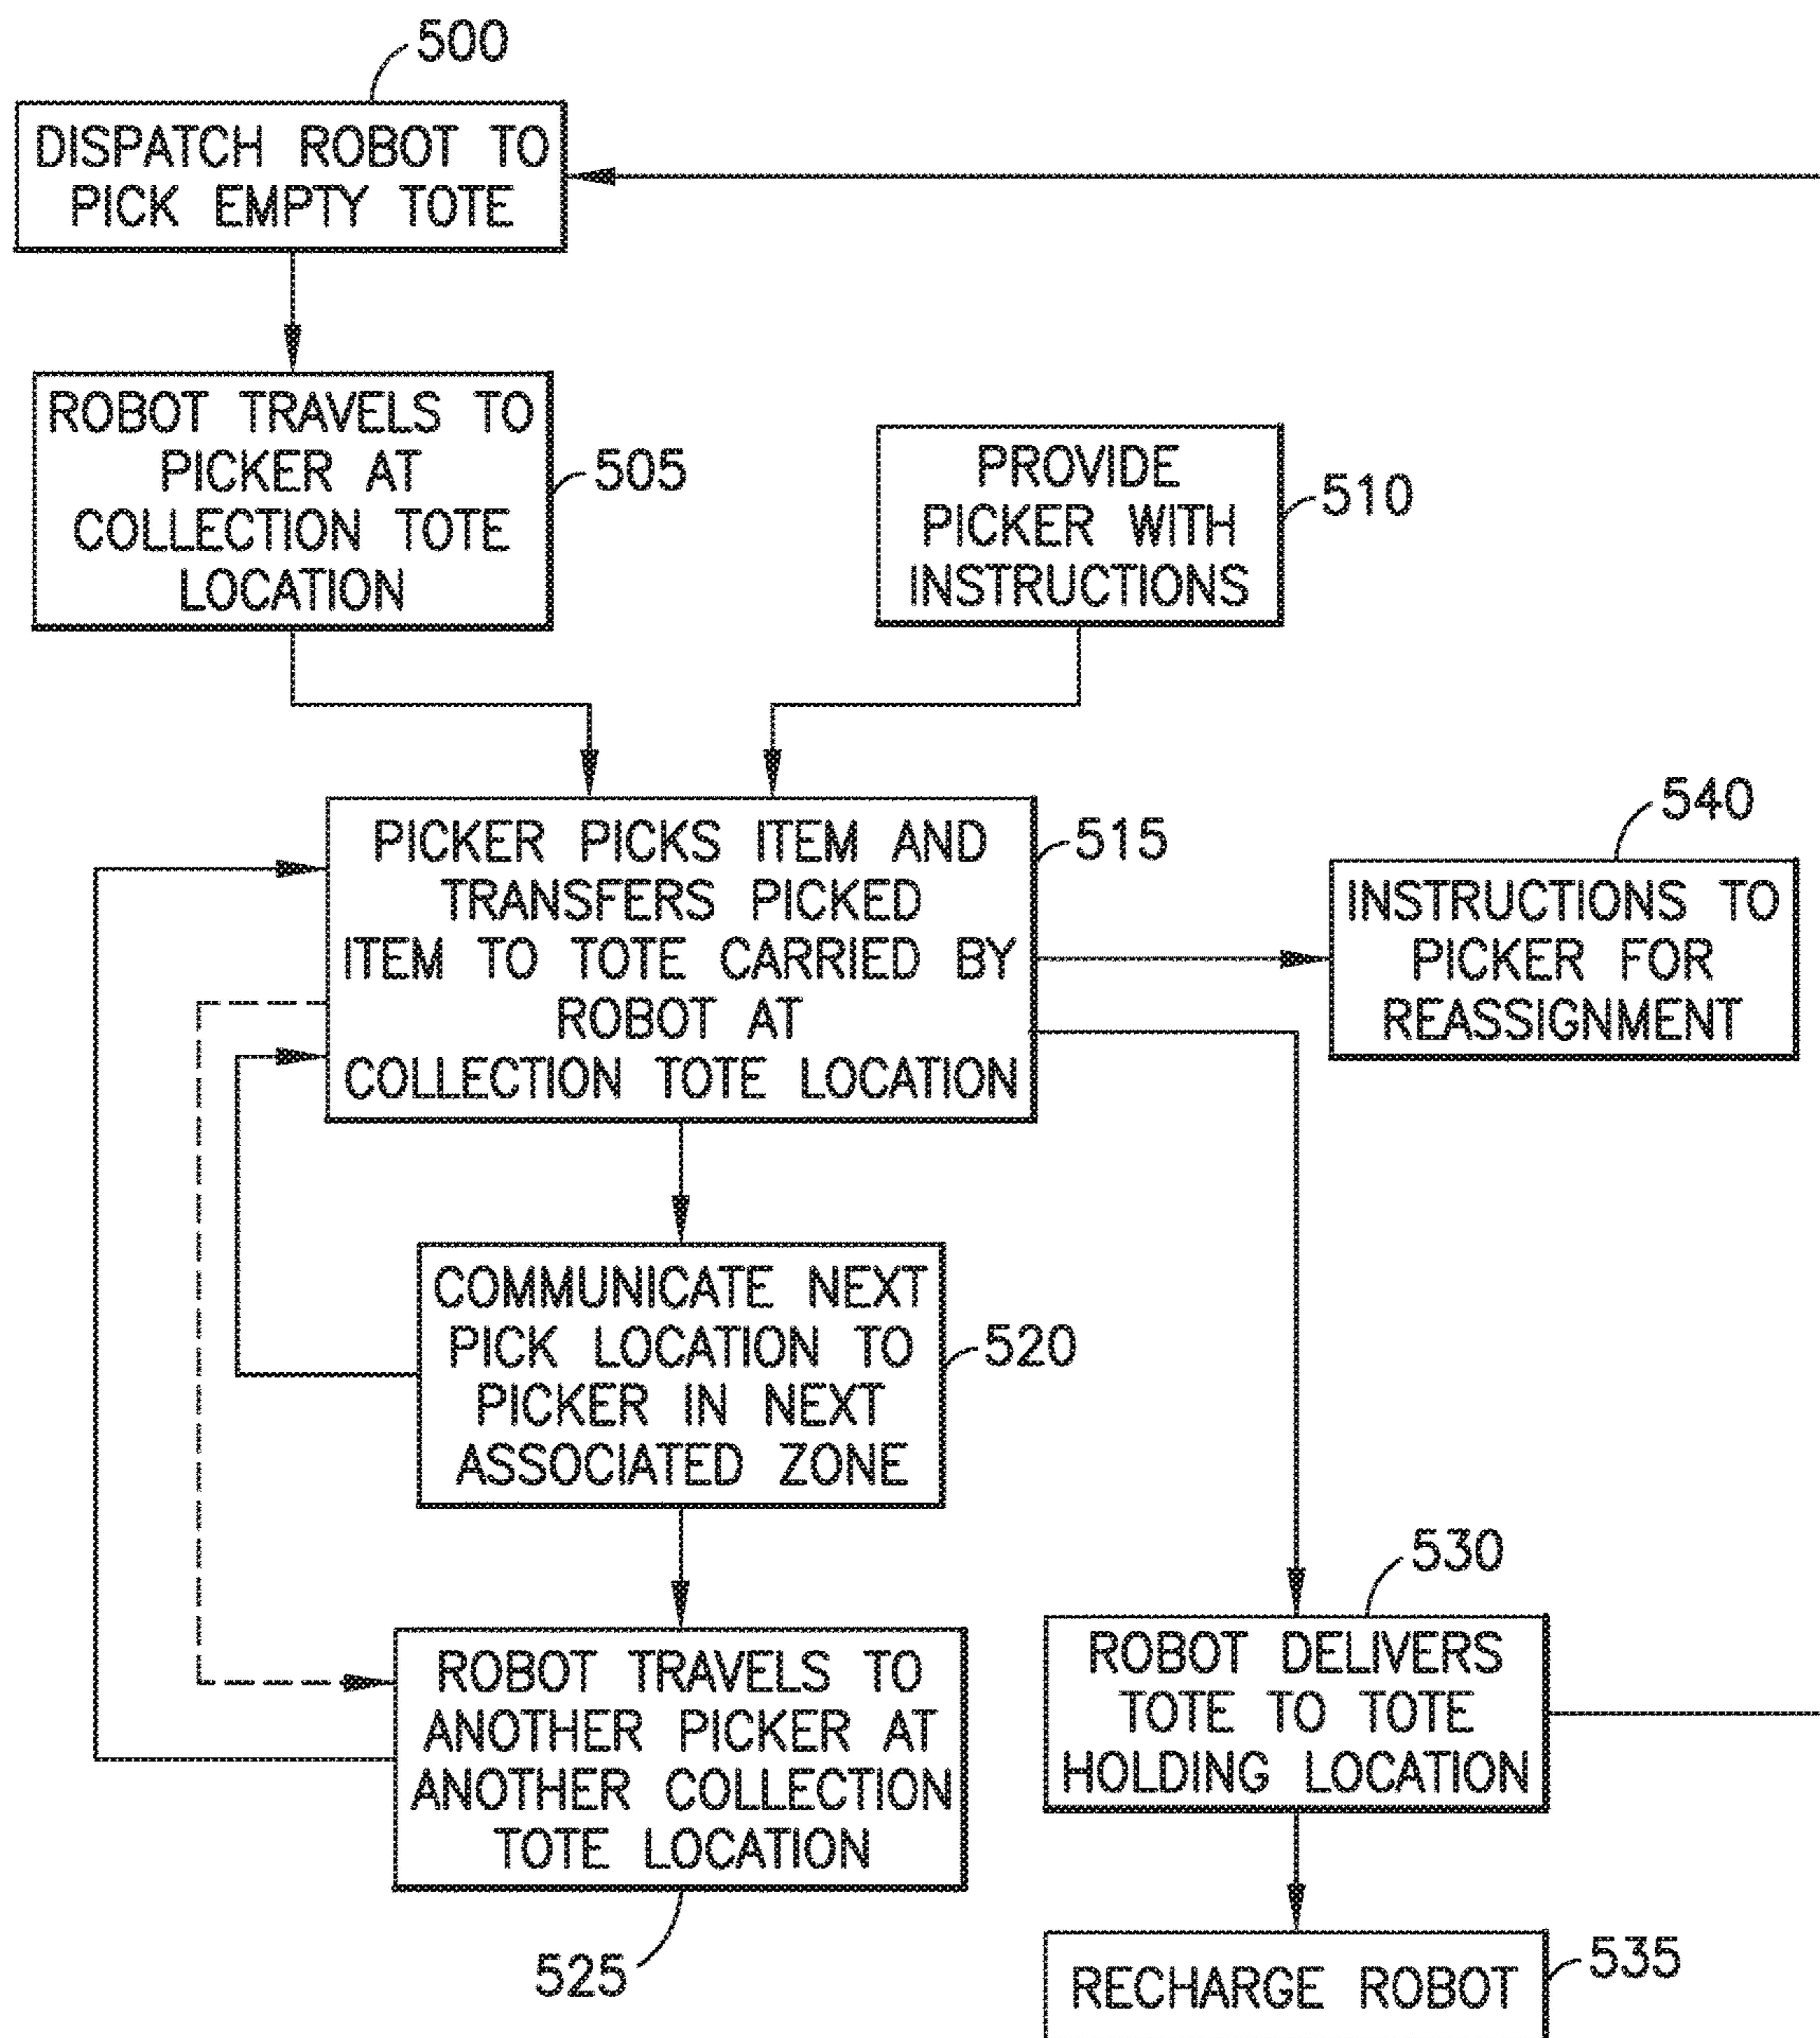 500
DISPATCH ROBOT TO
PICK EMPTY TOTE
ROBOT TRAVELS TO
PICKER AT
COLLECTION TOTE
LOCATION
505
PROVIDE
PICKER WITH
INSTRUCTIONS
510
PICKER PICKS ITEM AND
TRANSFERS PICKED
ITEM TO TOTE CARRIED BY
ROBOT AT
COLLECTION TOTE LOCATION
515
540
INSTRUCTIONS TO
PICKER FOR
REASSIGNMENT
COMMUNICATE NEXT
PICK LOCATION TO
PICKER IN NEXT
ASSOCIATED ZONE
520
530
ROBOT TRAVELS TO
ANOTHER PICKER AT
ANOTHER COLLECTION
TOTE LOCATION
525
ROBOT DELIVERS
TOTE TO TOTE
HOLDING LOCATION
RECHARGE ROBOT
535